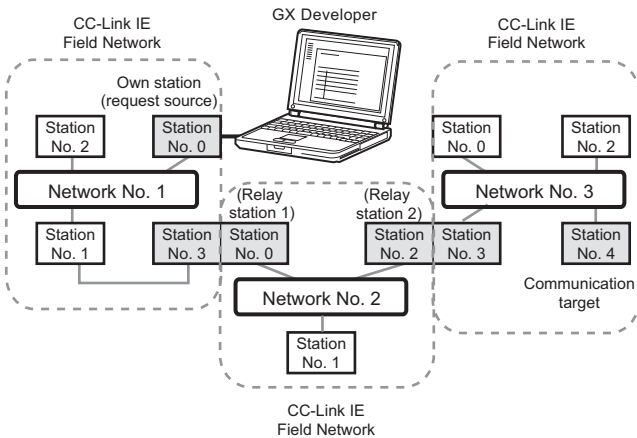 CC-Link IE
Field Network
GX Developer
CC-Link IE
Field Network
Own station
(request source)
Station
No. 2
Station
No. 0
Station
No. 0
Station
No. 2
Network No. 1
Network No. 3
(Relay
station 1)
(Relay
station 2)
Station
No. 1
Station
No. 3
Station
No. 0
Station
No. 2
Station
No. 3
Station
No. 4
Network No. 2
Communication
target
Station
No. 1
CC-Link IE
Field Network